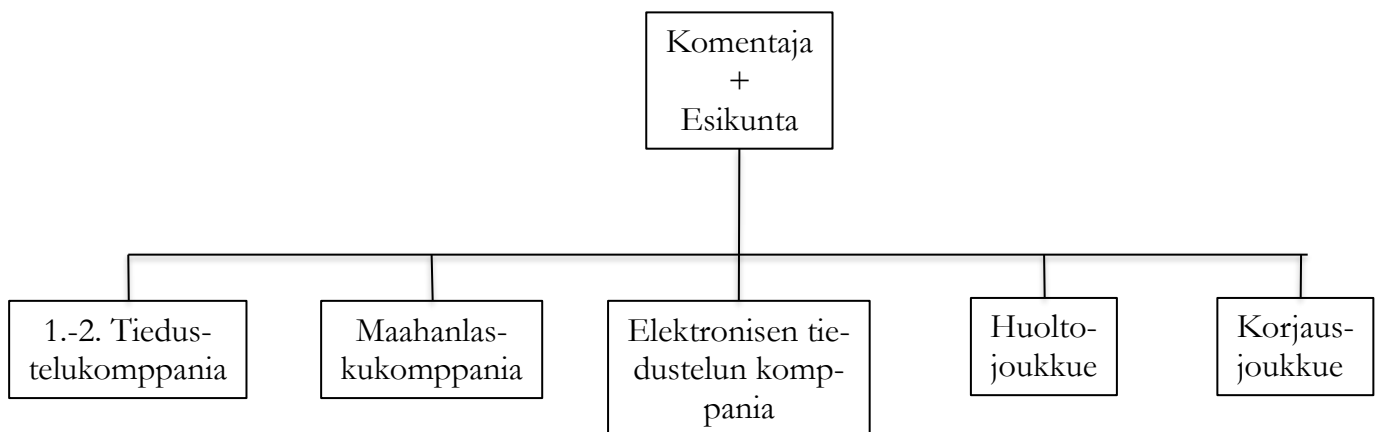 Komentaja
+
Esikunta
1.-2. Tiedus-
telukomppania
Maahanlas-
kukomppania
Elektronisen tie-
dustelun komp-
pania
Huolto-
joukkue
Korjaus-
joukkue